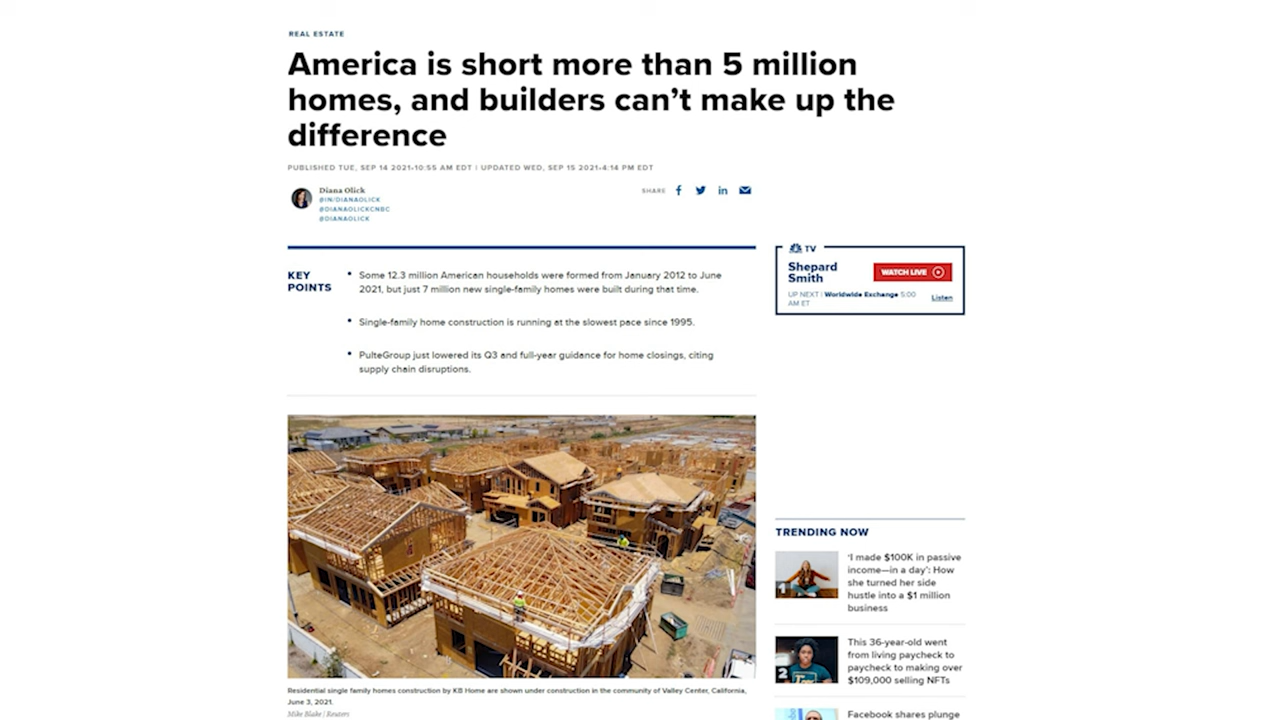 REAL ESTATE
America is short more than 5 million
homes, and builders can't make up the
difference
PUBLISHED TUE, SEP 14 2021•10:55 AM EDT | UPDATED WED, SEP 15 2021•4:14 PM EDT
Diana Olick
@IN/DIANAOLICK
@DIANAOLICKCNBC
@DIANAOLICK
SHARE
KEY
POINTS
• Some 12.3 million American households were formed from January 2012 to June
2021, but just 7 million new single-family homes were built during that time.
• Single-family home construction is running at the slowest pace since 1995.
• PulteGroup just lowered its Q3 and full-year guidance for home closings, citing
supply chain disruptions.
TV
Shepard
Smith
WATCH LIVE
UP NEXT | Worldwide Exchange 5:00
AM ET
Listen
Residential single family homes construction by KB Home are shown under construction in the community of Valley Center, California,
June 3, 2021.
Mike Blake | Reuters
TRENDING NOW
1
'I made $100K in passive
income—in a day': How
she turned her side
hustle into a $1 million
business
2
This 36-year-old went
from living paycheck to
paycheck to making over
$109,000 selling NFTs
Facebook shares plunge